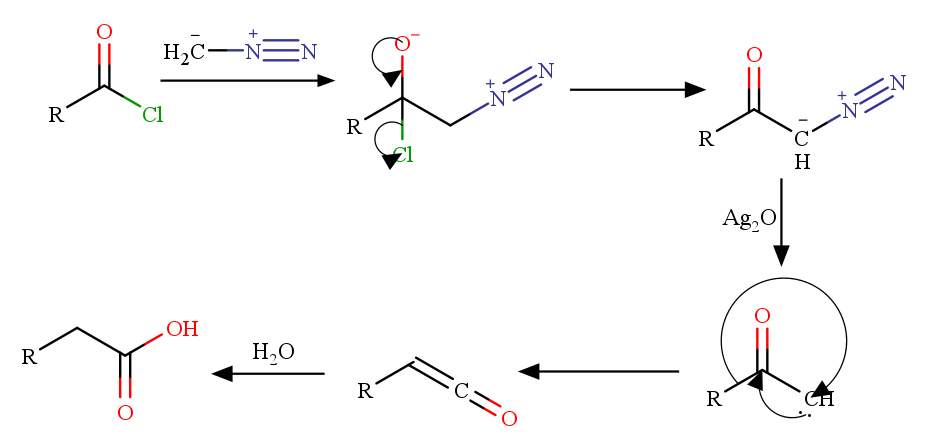 O
R
Cl
H₂C⁻—N⁺≡N
O⁻
R
Cl
N⁺≡N
O
R
C⁻
H
N⁺≡N
Ag₂O
O
R
CH
R
C
O
H₂O
R
OH
O